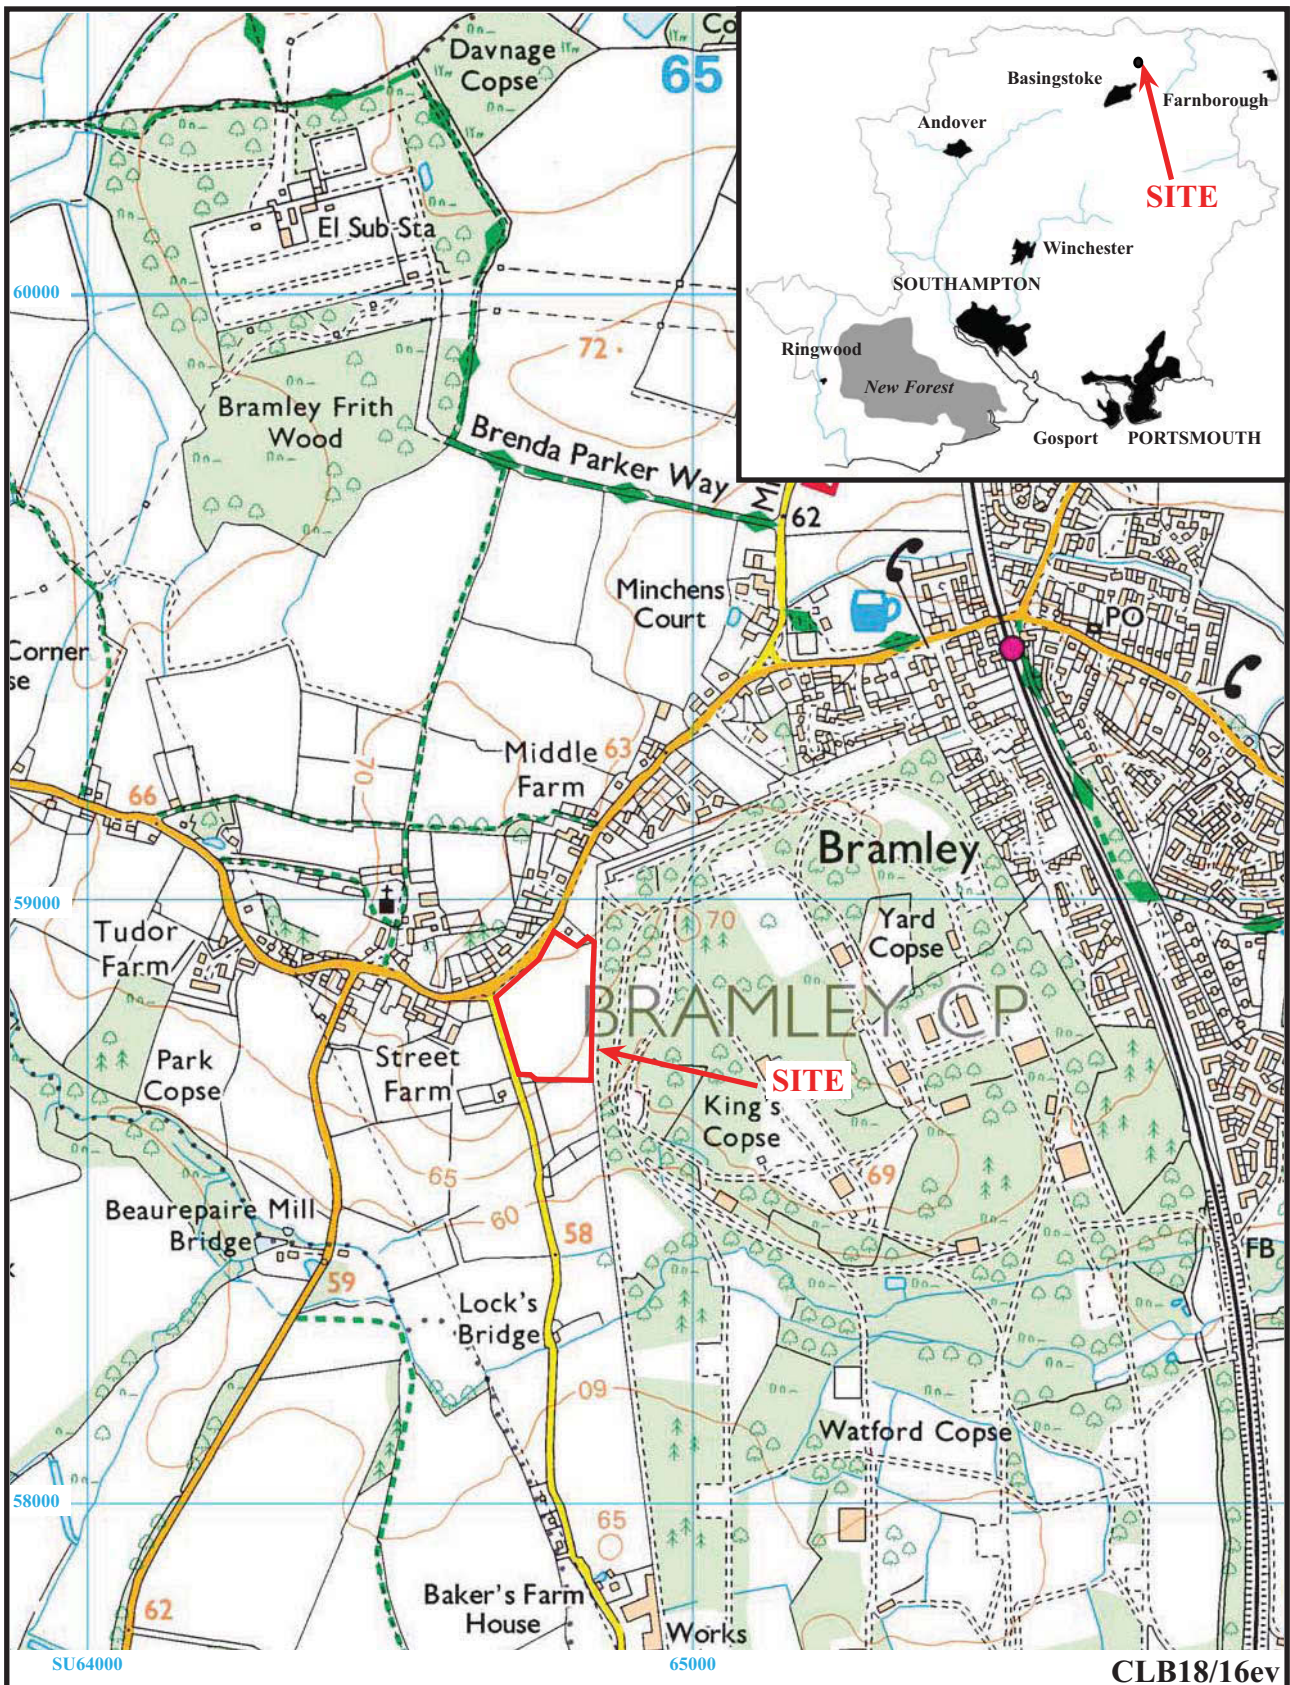 Davnage
Copse
Co
65
El Sub Sta
60000
72
Bramley Frith
Wood
Brenda Parker Way
62
Minchens
Court
PO
Corner
se
Middle
Farm
63
70
66
Bramley
59000
Tudor
Farm
70
Yard
Copse
BRAMLEY CP
Park
Copse
Street
Farm
SITE
King's
Copse
65
69
60
Beaurepaire Mill
Bridge
58
FB
59
Lock's
Bridge
60
Watford Copse
58000
65
62
Baker's Farm
House
Works
SU64000
65000
CLB18/16ev
Basingstoke
Farnborough
Andover
SITE
Winchester
SOUTHAMPTON
Ringwood
New Forest
Gosport
PORTSMOUTH